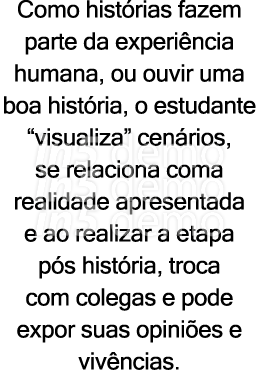 Como histórias fazem
parte da experiência
humana, ou ouvir uma
boa história, o estudante
“visualiza” cenários,
se relaciona coma
realidade apresentada
e ao realizar a etapa
pós história, troca
com colegas e pode
expor suas opiniões e
vivências.